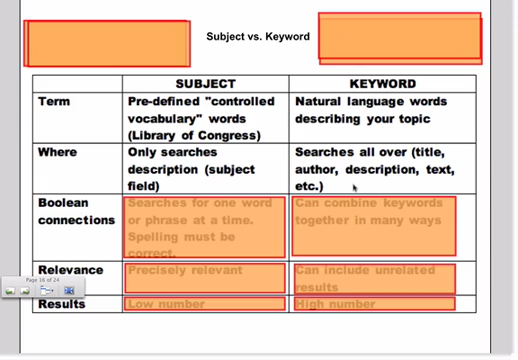 Subject vs. Keyword
SUBJECT KEYWORD
Term Pre-defined "controlled Natural language words
vocabulary" words describing your topic
(Library of Congress)
Where Only searches Searches all over (title,
description (subject author, description, text,
field) etc.)
Boolean Searches for one word Can combine keywords
connections or phrase at a time. together in many ways
Spelling must be
correct.
Relevance Precisely relevant Can include unrelated
results
Page 16 of 24
Results Low number High number